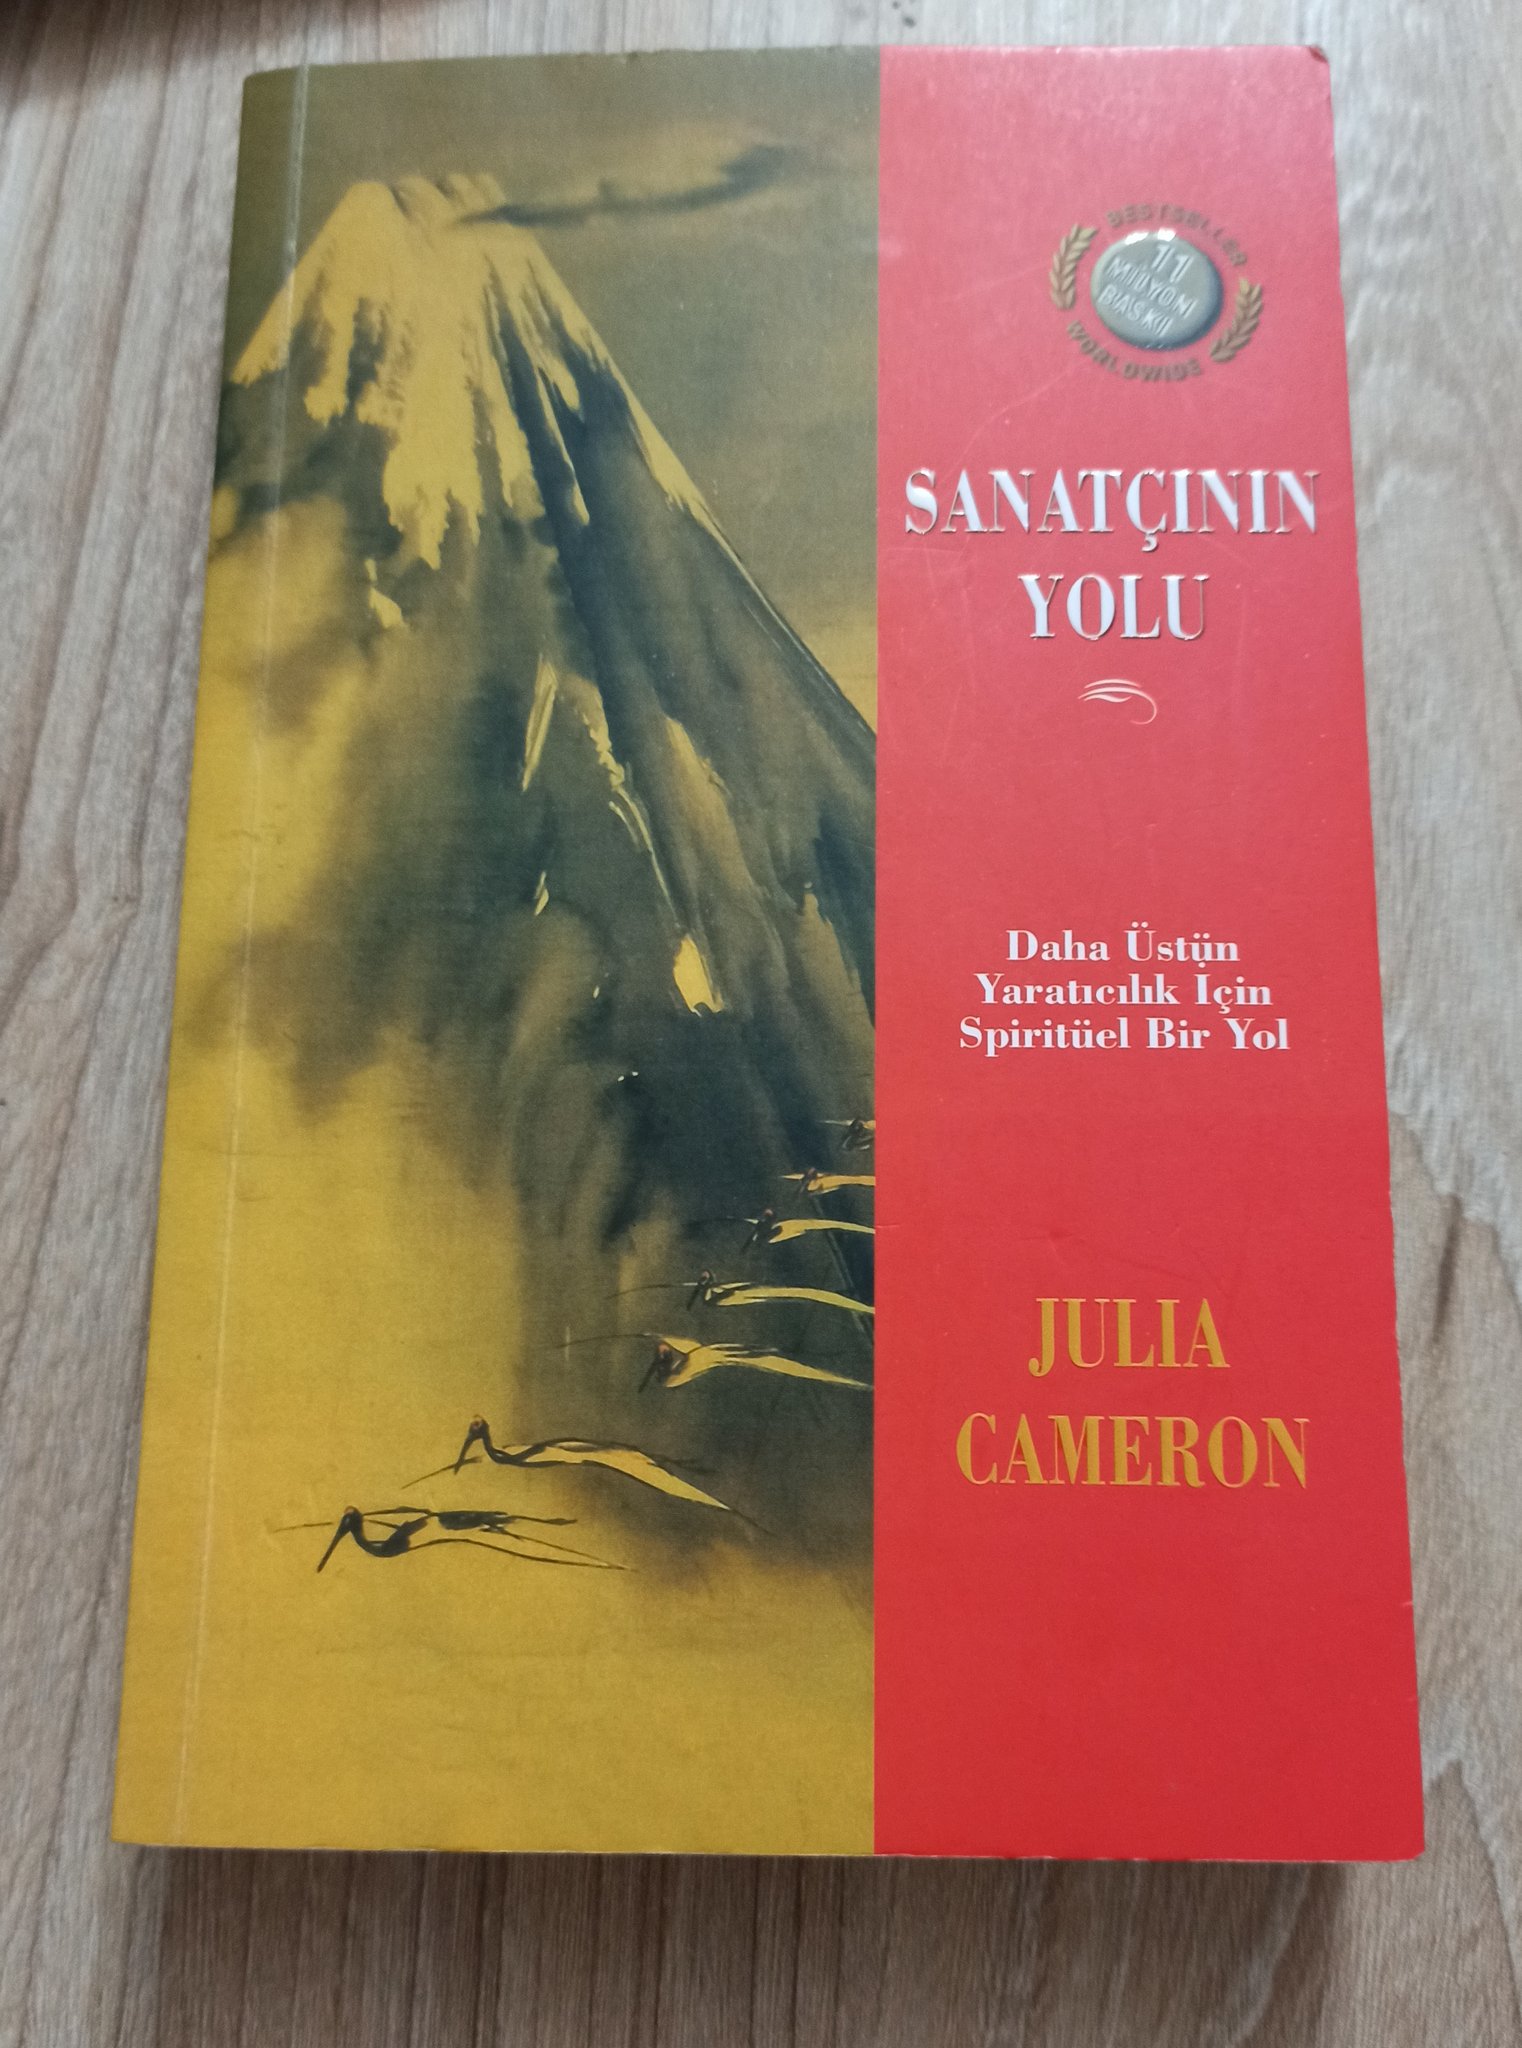 BESTSELLER
11
MİLYON
BASKI
WORLDWIDE
SANATÇININ
YOLU
Daha Üstün
Yaratıcılık İçin
Spiritüel Bir Yol
JULIA
CAMERON